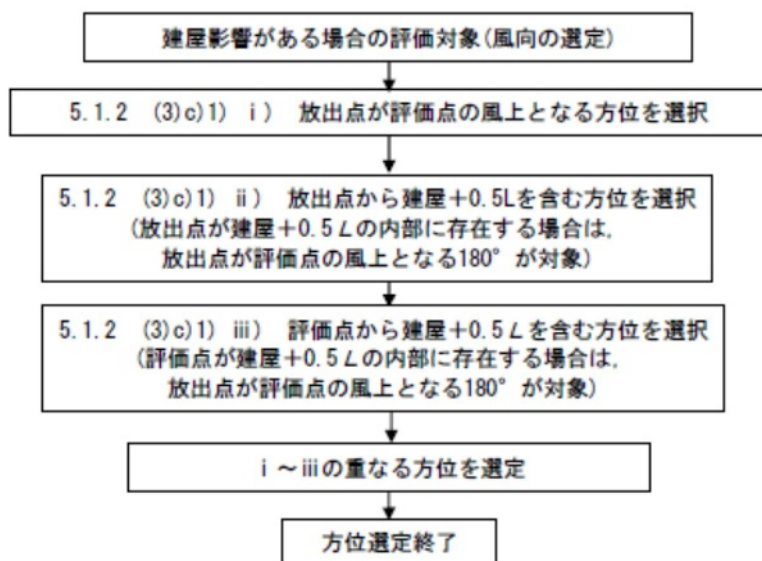 建屋影響がある場合の評価対象(風向の選定)
5.1.2 (3)c)1) ⅰ) 放出点が評価点の風上となる方位を選択
5.1.2 (3)c)1) ⅱ) 放出点から建屋+0.5Lを含む方位を選択
(放出点が建屋+0.5Lの内部に存在する場合は,
放出点が評価点の風上となる180°が対象)
5.1.2 (3)c)1) ⅲ) 評価点から建屋+0.5Lを含む方位を選択
(評価点が建屋+0.5Lの内部に存在する場合は,
放出点が評価点の風上となる180°が対象)
ⅰ~ⅲの重なる方位を選定
方位選定終了